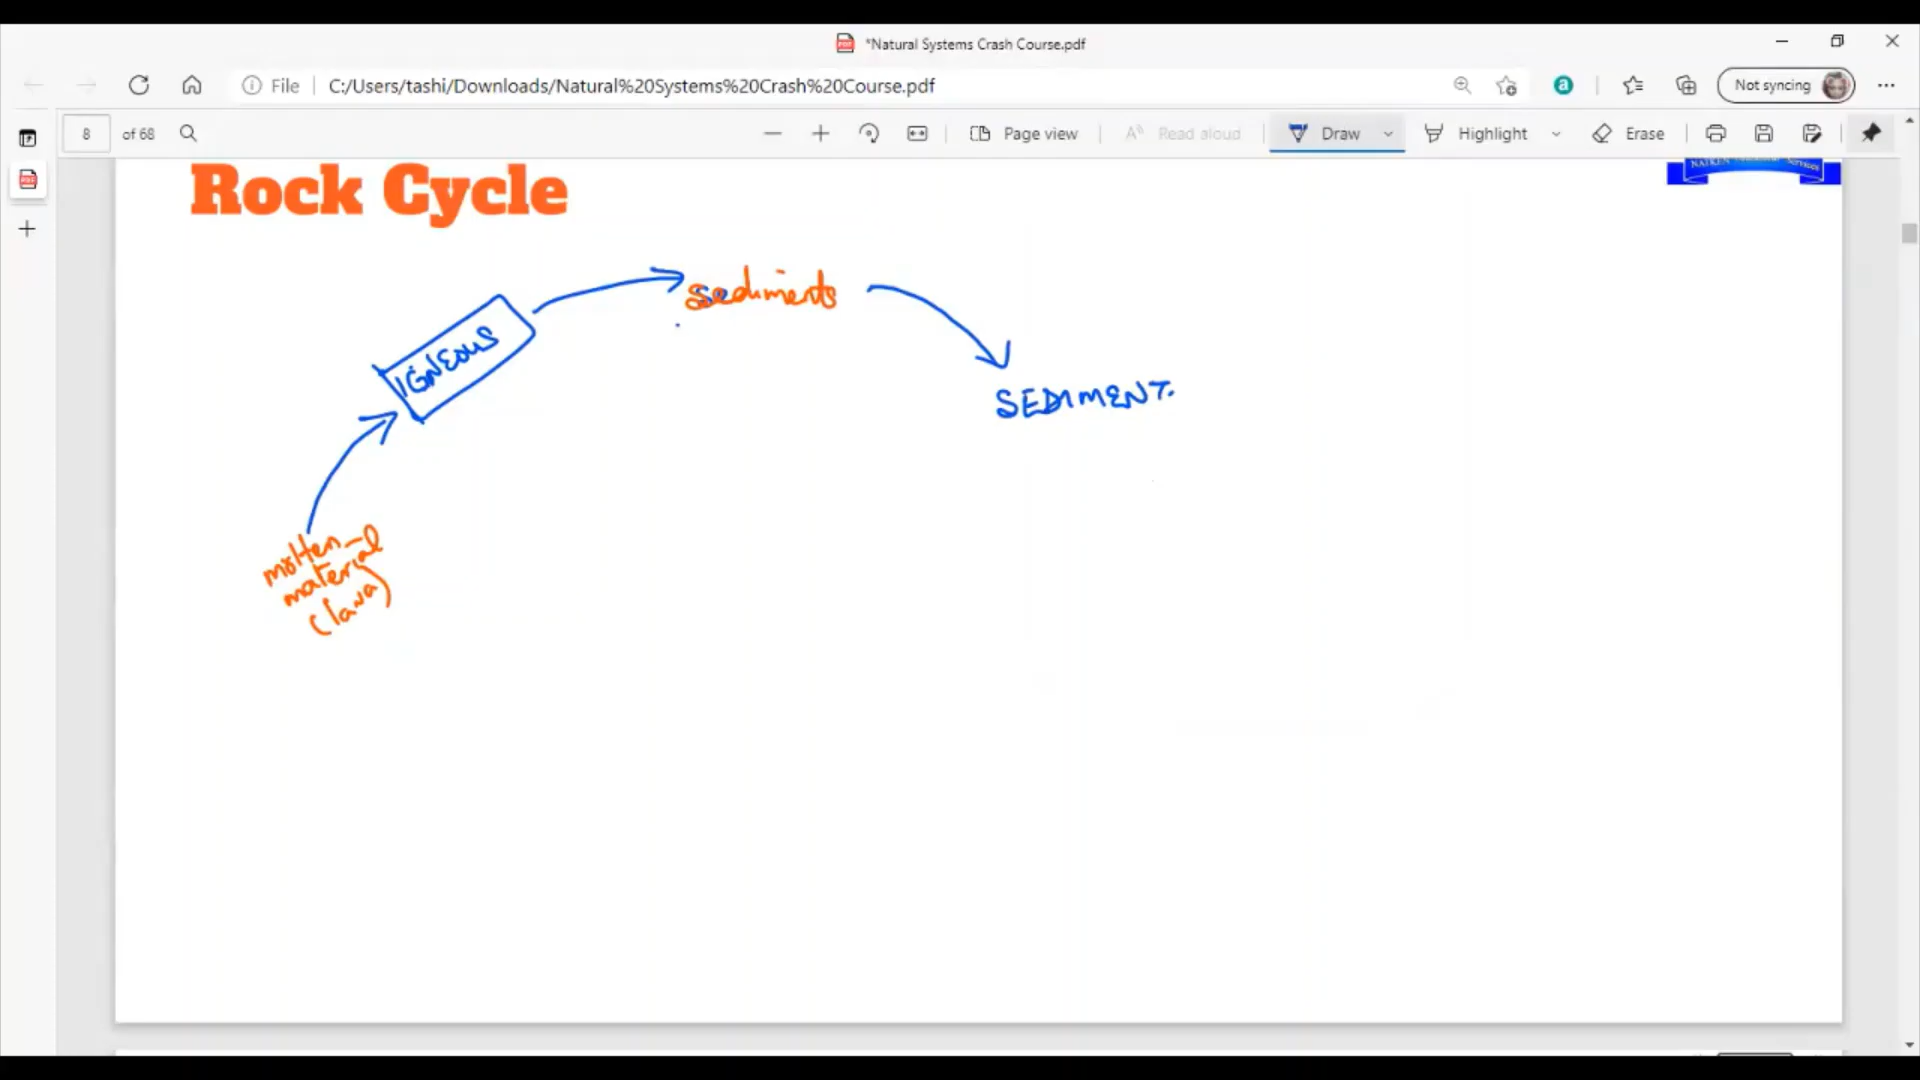 *Natural Systems Crash Course.pdf
File
C:/Users/tashi/Downloads/Natural%20Systems%20Crash%20Course.pdf
a
Not syncing
8 of 68
Page view
Read aloud
Draw
Highlight
Erase
Rock Cycle
Services
sediments
IGNEOUS
SEDIMENT.
molten
material
(lava)